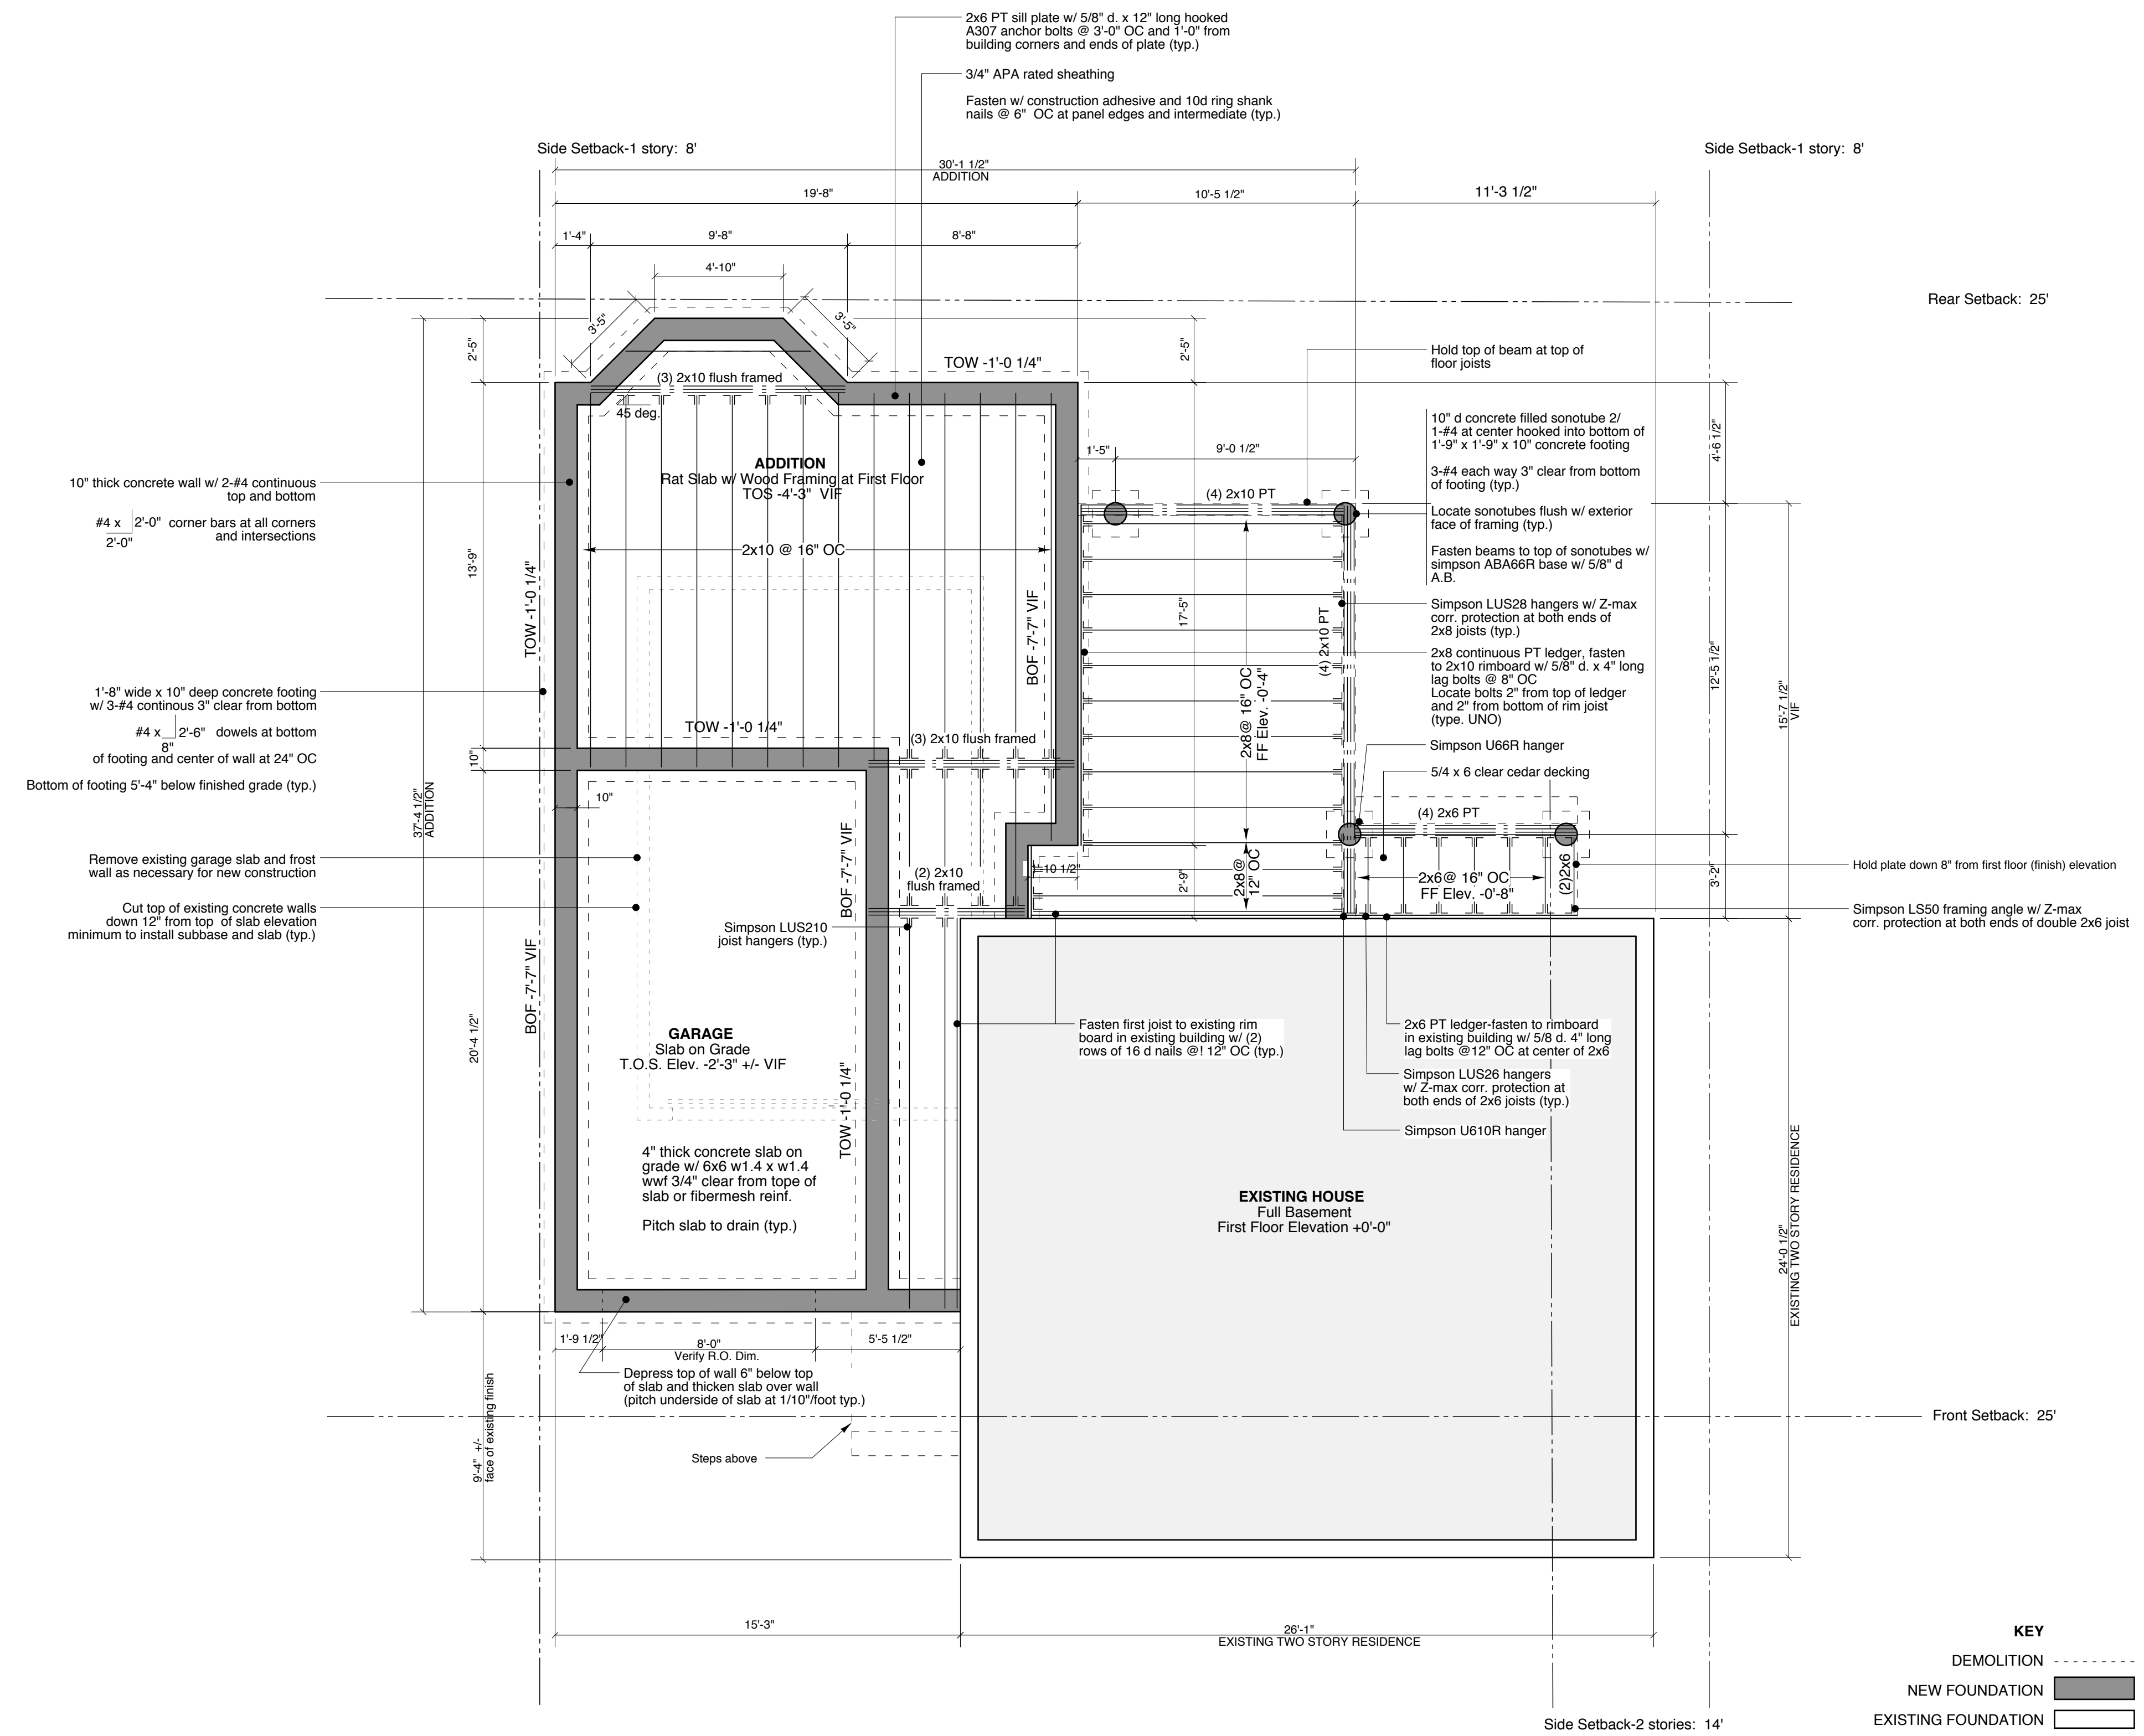 2x6 PT sill plate w/ 5/8" d. x 12" long hooked
A307 anchor bolts @ 3'-0" OC and 1'-0" from
building corners and ends of plate (typ.)
3/4" APA rated sheathing
Fasten w/ construction adhesive and 10d ring shank
nails @ 6" OC at panel edges and intermediate (typ.)
Side Setback-1 story: 8'
Side Setback-1 story: 8'
30'-1 1/2"
ADDITION
19'-8"
10'-5 1/2"
11'-3 1/2"
1'-4"
9'-8"
8'-8"
4'-10"
Rear Setback: 25'
3'-5"
3'-5"
2'-5"
2'-5"
TOW -1'-0 1/4"
Hold top of beam at top of
floor joists
(3) 2x10 flush framed
45 deg.
10" d concrete filled sonotube 2/
1-#4 at center hooked into bottom of
1'-9" x 1'-9" x 10" concrete footing
3-#4 each way 3" clear from bottom
of footing (typ.)
4'-6 1/2"
1'-5"
9'-0 1/2"
ADDITION
Rat Slab w/ Wood Framing at First Floor
TOS -4'-3" VIF
10" thick concrete wall w/ 2-#4 continuous
top and bottom
#4 x 2'-0" corner bars at all corners
2'-0" and intersections
(4) 2x10 PT
Locate sonotubes flush w/ exterior
face of framing (typ.)
Fasten beams to top of sonotubes w/
simpson ABA66R base w/ 5/8" d
A.B.
2x10 @ 16" OC
13'-9"
TOW -1'-0 1/4"
BOF -7'-7" VIF
17'-5"
(4) 2x10 PT
Simpson LUS28 hangers w/ Z-max
corr. protection at both ends of
2x8 joists (typ.)
2x8 continuous PT ledger, fasten
to 2x10 rimboard w/ 5/8" d. x 4" long
lag bolts @ 8" OC
Locate bolts 2" from top of ledger
and 2" from bottom of rim joist
(type. UNO)
12'-5 1/2"
15'-7 1/2"
VIF
2x8@ 16" OC
FF Elev. -0'-4"
1'-8" wide x 10" deep concrete footing
w/ 3-#4 continous 3" clear from bottom
#4 x 2'-6" dowels at bottom
8"
of footing and center of wall at 24" OC
Bottom of footing 5'-4" below finished grade (typ.)
TOW -1'-0 1/4"
(3) 2x10 flush framed
Simpson U66R hanger
5/4 x 6 clear cedar decking
10"
10"
37'-4 1/2"
ADDITION
(4) 2x6 PT
BOF -7'-7" VIF
Remove existing garage slab and frost
wall as necessary for new construction
Cut top of existing concrete walls
down 12" from top of slab elevation
minimum to install subbase and slab (typ.)
(2) 2x10
flush framed
1'-10 1/2"
2'-9"
2x8@
12" OC
2x6@ 16" OC
FF Elev. -0'-8"
(2)2x6
3'-2"
Hold plate down 8" from first floor (finish) elevation
Simpson LS50 framing angle w/ Z-max
corr. protection at both ends of double 2x6 joist
Simpson LUS210
joist hangers (typ.)
BOF -7'-7" VIF
20'-4 1/2"
GARAGE
Slab on Grade
T.O.S. Elev. -2'-3" +/- VIF
TOW -1'-0 1/4"
Fasten first joist to existing rim
board in existing building w/ (2)
rows of 16 d nails @! 12" OC (typ.)
2x6 PT ledger-fasten to rimboard
in existing building w/ 5/8 d. 4" long
lag bolts @12" OC at center of 2x6
Simpson LUS26 hangers
w/ Z-max corr. protection at
both ends of 2x6 joists (typ.)
Simpson U610R hanger
4" thick concrete slab on
grade w/ 6x6 w1.4 x w1.4
wwf 3/4" clear from tope of
slab or fibermesh reinf.
Pitch slab to drain (typ.)
EXISTING HOUSE
Full Basement
First Floor Elevation +0'-0"
24'-0 1/2"
EXISTING TWO STORY RESIDENCE
1'-9 1/2"
8'-0"
Verify R.O. Dim.
5'-5 1/2"
Depress top of wall 6" below top
of slab and thicken slab over wall
(pitch underside of slab at 1/10"/foot typ.)
9'-4" +/-
face of existing finish
Front Setback: 25'
Steps above
15'-3"
26'-1"
EXISTING TWO STORY RESIDENCE
KEY
DEMOLITION
NEW FOUNDATION
EXISTING FOUNDATION
Side Setback-2 stories: 14'